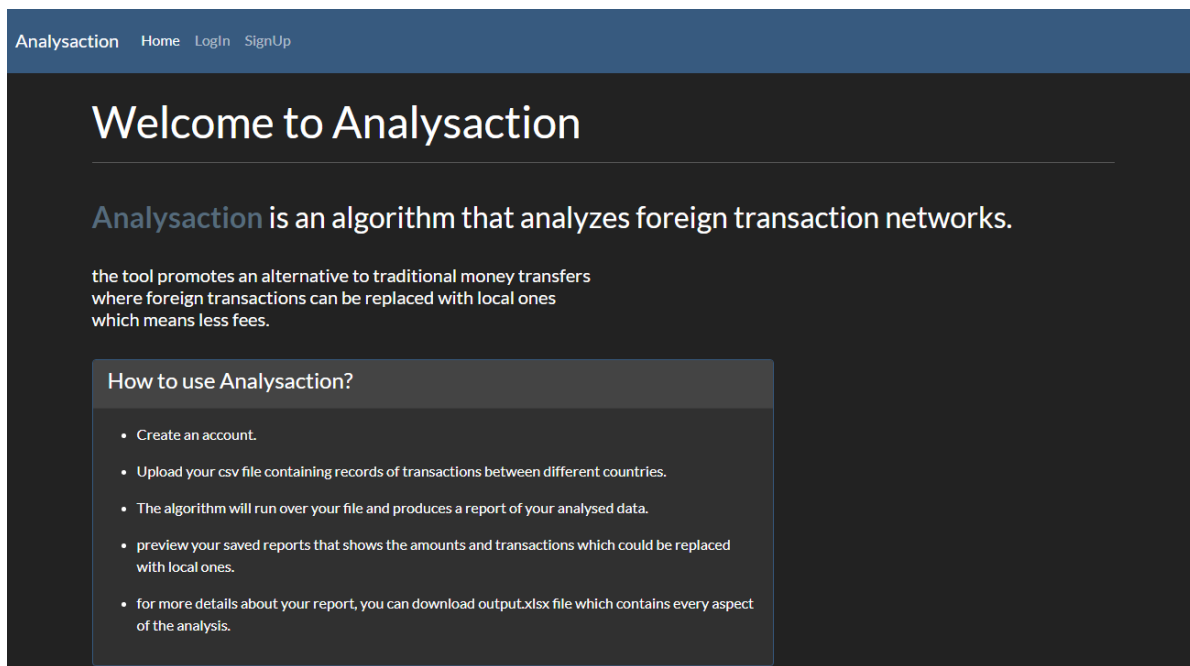 Analysaction Home LogIn SignUp
Welcome to Analysaction
Analysaction is an algorithm that analyzes foreign transaction networks.
the tool promotes an alternative to traditional money transfers
where foreign transactions can be replaced with local ones
which means less fees.
How to use Analysaction?
• Create an account.
• Upload your csv file containing records of transactions between different countries.
• The algorithm will run over your file and produces a report of your analysed data.
• preview your saved reports that shows the amounts and transactions which could be replaced
with local ones.
• for more details about your report, you can download output.xlsx file which contains every aspect
of the analysis.